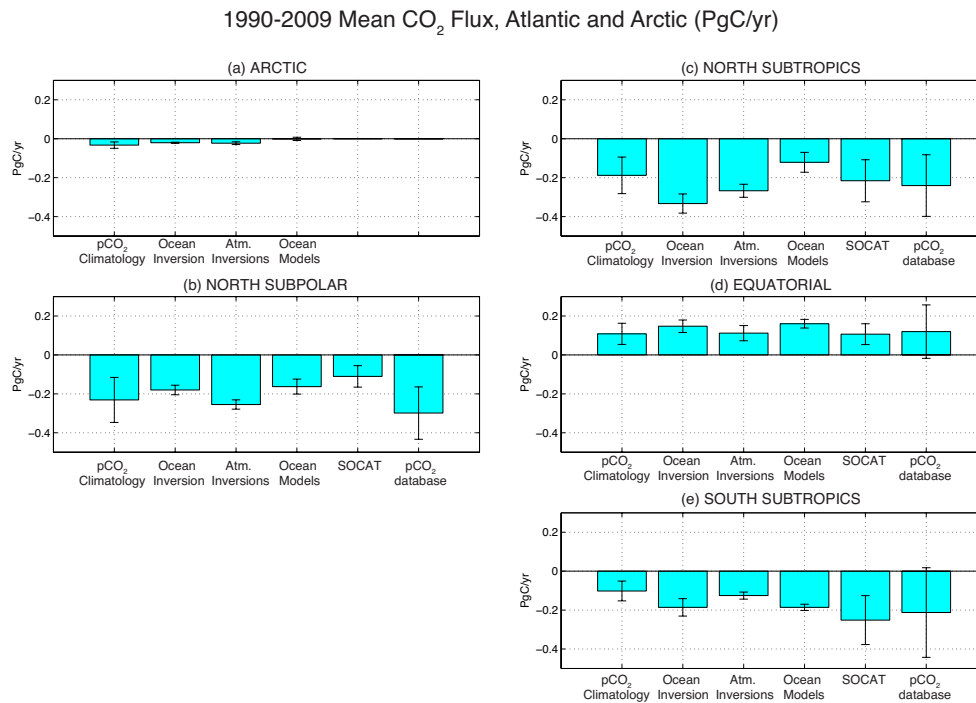 1990-2009 Mean CO2 Flux, Atlantic and Arctic (PgC/yr)
(a) ARCTIC
0.2
0
−0.2
−0.4
PgC/yr
pCO2 Climatology
Ocean Inversion
Atm. Inversions
Ocean Models
(b) NORTH SUBPOLAR
0.2
0
−0.2
−0.4
PgC/yr
pCO2 Climatology
Ocean Inversion
Atm. Inversions
Ocean Models
SOCAT
pCO2 database
(c) NORTH SUBTROPICS
0.2
0
−0.2
−0.4
PgC/yr
pCO2 Climatology
Ocean Inversion
Atm. Inversions
Ocean Models
SOCAT
pCO2 database
(d) EQUATORIAL
0.2
0
−0.2
−0.4
PgC/yr
pCO2 Climatology
Ocean Inversion
Atm. Inversions
Ocean Models
SOCAT
pCO2 database
(e) SOUTH SUBTROPICS
0.2
0
−0.2
−0.4
PgC/yr
pCO2 Climatology
Ocean Inversion
Atm. Inversions
Ocean Models
SOCAT
pCO2 database